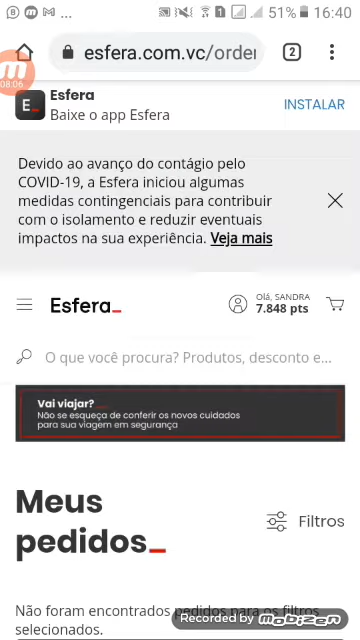 51% 16:40
08:06
esfera.com.vc/order
2
E_
Esfera
Baixe o app Esfera
INSTALAR
Devido ao avanço do contágio pelo
COVID-19, a Esfera iniciou algumas
medidas contingenciais para contribuir
com o isolamento e reduzir eventuais
impactos na sua experiência. Veja mais
Esfera_
Olá, SANDRA
7.848 pts
O que você procura? Produtos, desconto e...
Vai viajar?
Não se esqueça de conferir os novos cuidados
para sua viagem em segurança
Meus
pedidos_
Filtros
Não foram encontrados pedidos para os filtros
selecionados.
Recorded by mobizen